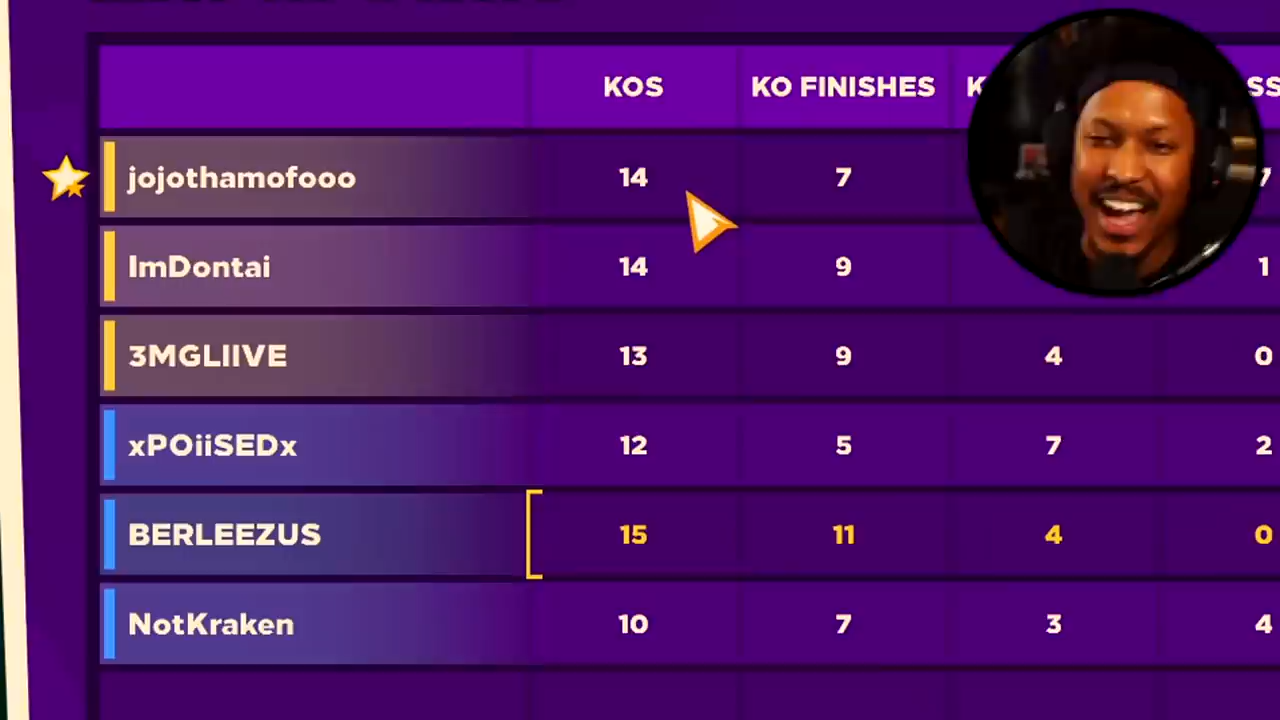 KOS KO FINISHES
jojothamofooo 14 7
ImDontai 14 9 1
3MGLIIVE 13 9 4 0
xPOiiSEDx 12 5 7 2
BERLEEZUS 15 11 4 0
NotKraken 10 7 3 4